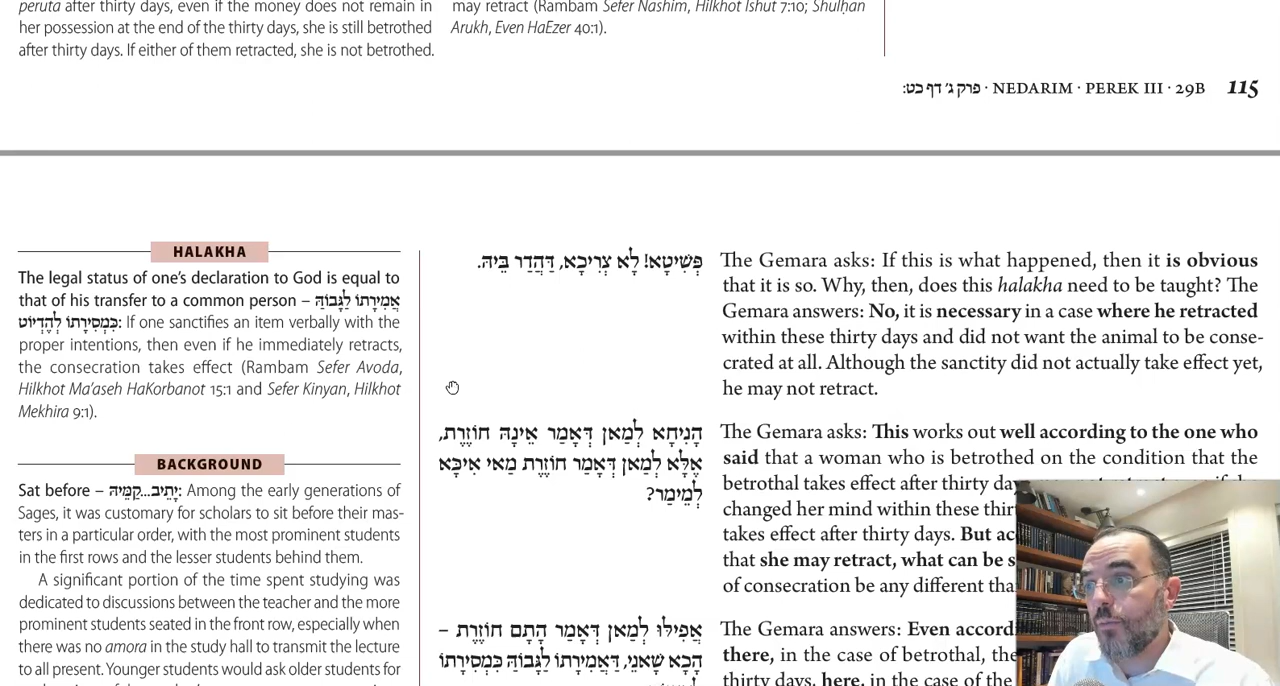 peruta after thirty days, even if the money does not remain in
her possession at the end of the thirty days, she is still betrothed
after thirty days. If either of them retracted, she is not betrothed.
may retract (Rambam Sefer Nashim, Hilkhot Ishut 7:10; Shulḥan
Arukh, Even HaEzer 40:1).
פרק ג׳ דף כט: · NEDARIM · PEREK III · 29B 115
HALAKHA
The legal status of one's declaration to God is equal to
that of his transfer to a common person – אֲמִירָתוֹ לַגָּבוֹהַּ
כִּמְסִירָתוֹ לְהֶדְיוֹט: If one sanctifies an item verbally with the
proper intentions, then even if he immediately retracts,
the consecration takes effect (Rambam Sefer Avoda,
Hilkhot Ma'aseh HaKorbanot 15:1 and Sefer Kinyan, Hilkhot
Mekhira 9:1).
BACKGROUND
Sat before – יָתֵיב...קַמֵּיהּ: Among the early generations of
Sages, it was customary for scholars to sit before their mas-
ters in a particular order, with the most prominent students
in the first rows and the lesser students behind them.
A significant portion of the time spent studying was
dedicated to discussions between the teacher and the more
prominent students seated in the front row, especially when
there was no amora in the study hall to transmit the lecture
to all present. Younger students would ask older students for
פְּשִׁיטָא! לָא צְרִיכָא, דַּהֲדַר בֵּיהּ.
הָנִיחָא לְמַאן דְּאָמַר אֵינָהּ חוֹזֶרֶת,
אֶלָּא לְמַאן דְּאָמַר חוֹזֶרֶת מַאי אִיכָּא
לְמֵימַר?
אֲפִילּוּ לְמַאן דְּאָמַר הָתָם חוֹזֶרֶת –
הָכָא שָׁאנֵי, דַּאֲמִירָתוֹ לַגָּבוֹהַּ כִּמְסִירָתוֹ
The Gemara asks: If this is what happened, then it is obvious
that it is so. Why, then, does this halakha need to be taught? The
Gemara answers: No, it is necessary in a case where he retracted
within these thirty days and did not want the animal to be conse-
crated at all. Although the sanctity did not actually take effect yet,
he may not retract.
The Gemara asks: This works out well according to the one who
said that a woman who is betrothed on the condition that the
betrothal takes effect after thirty
changed her mind within these
takes effect after thirty days. But
that she may retract, what can be
of consecration be any different
The Gemara answers: Even
there, in the case of betrothal, the
thirty days, here, in the case of the